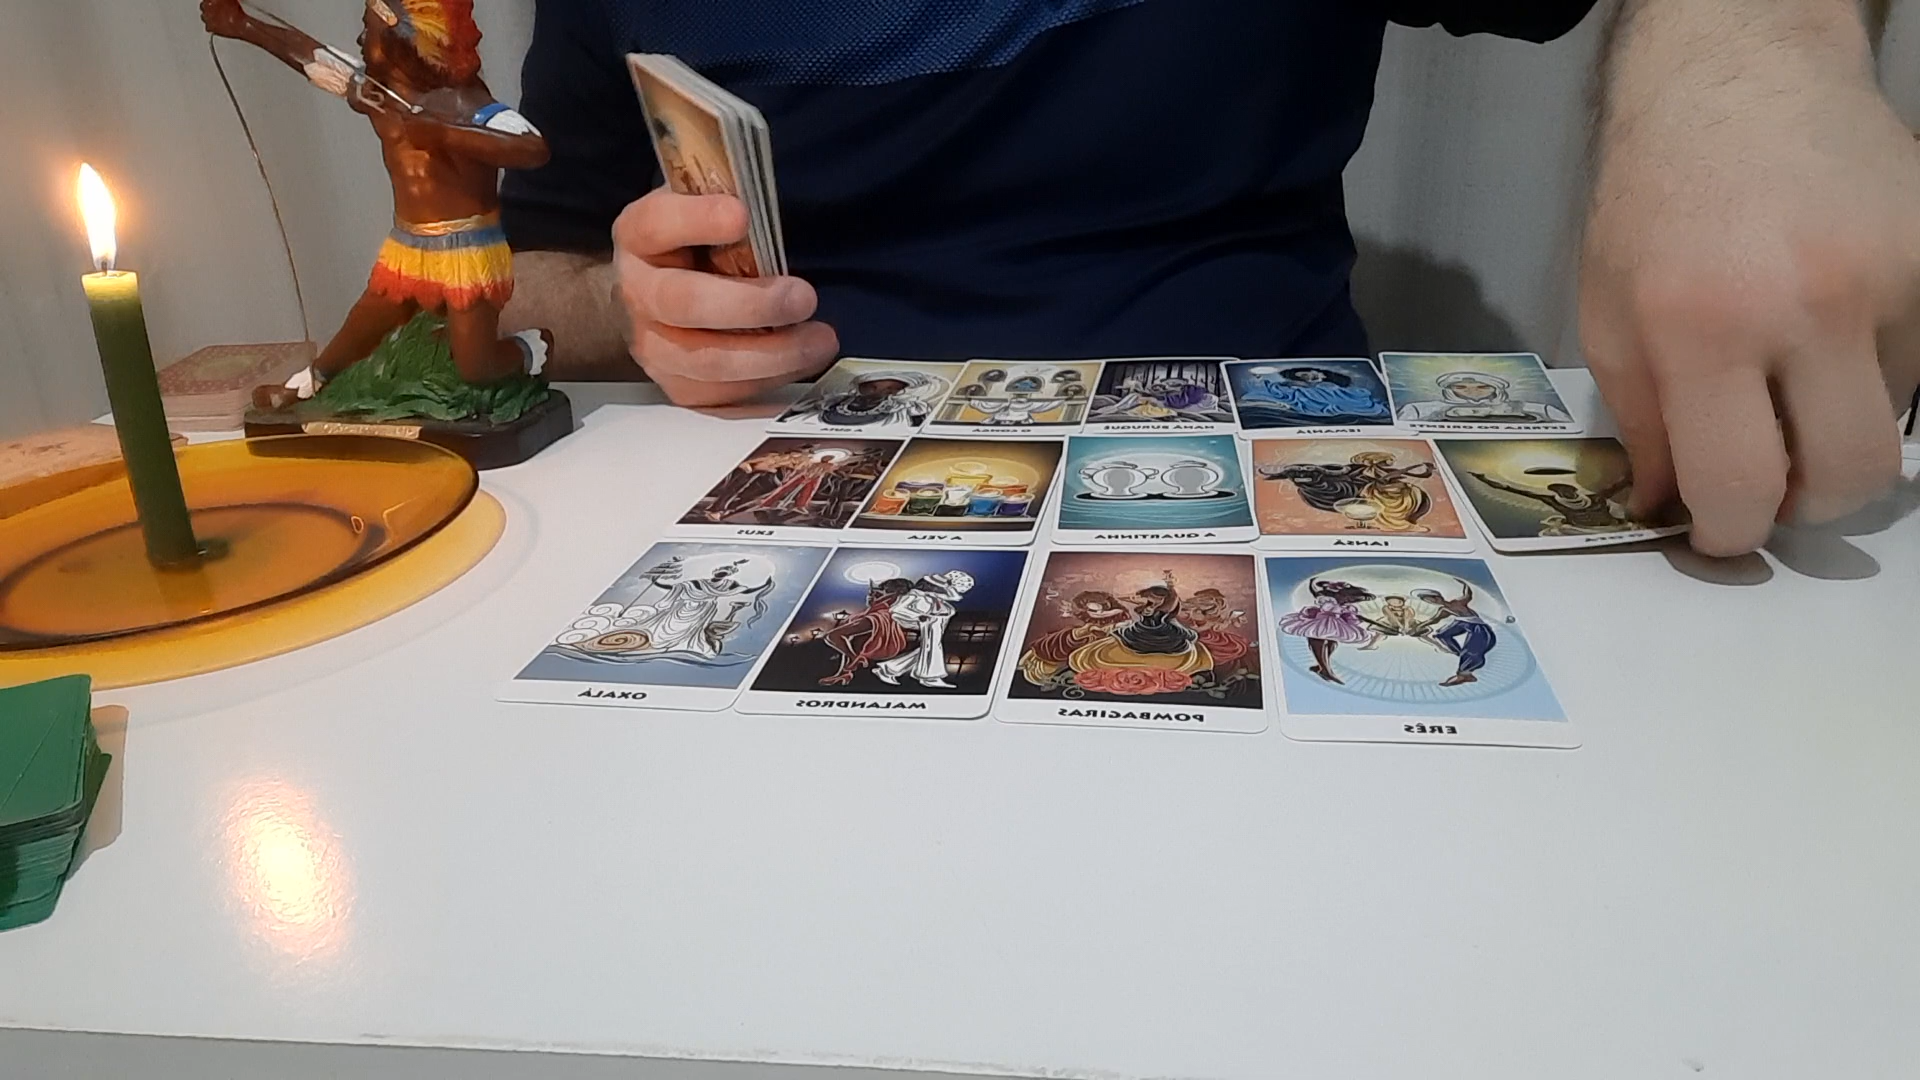 NANÃ BURUQUÊ
IEMANJÁ
EXUS
A VELA
A QUARTINHA
IANSÃ
OXALÁ
MALANDROS
POMBAGIRAS
ERÊS